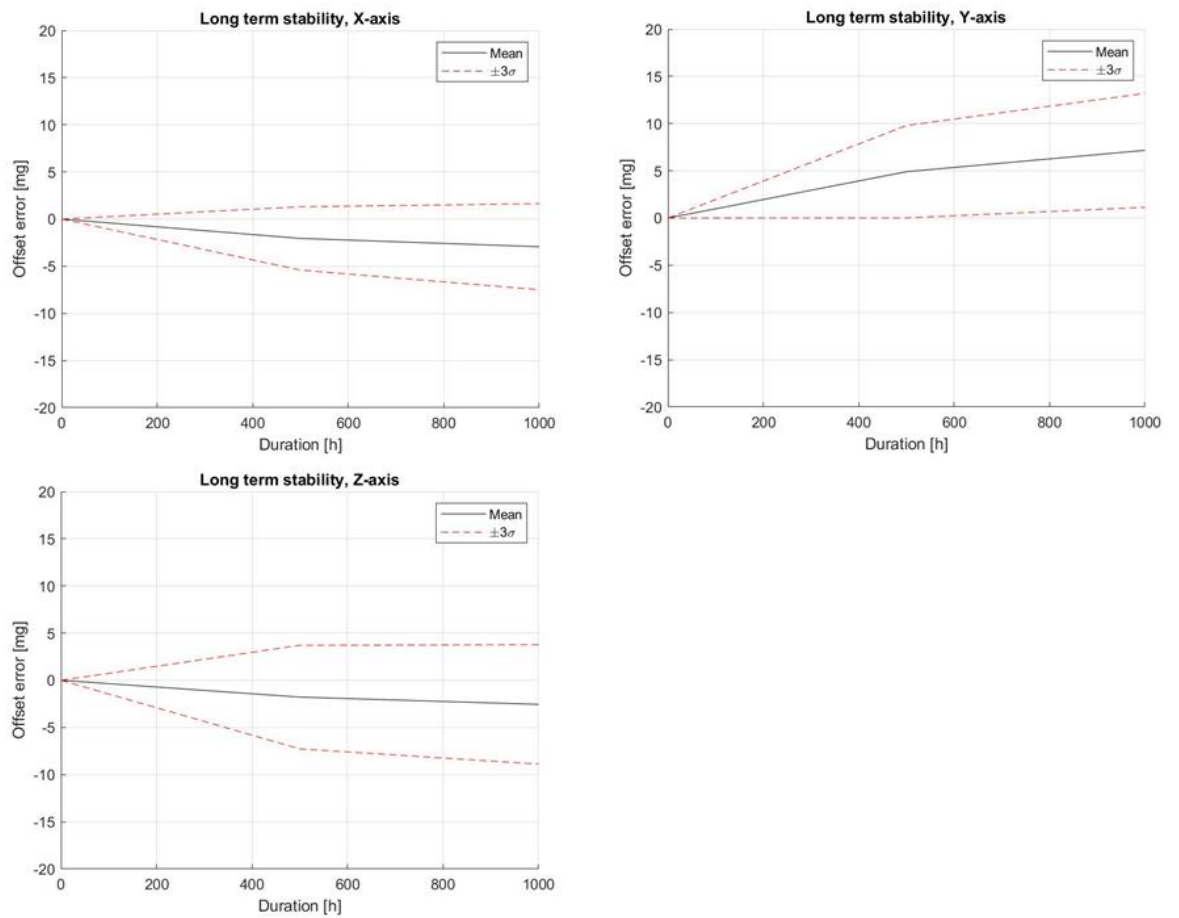 Long term stability, X-axis
20
15
10
5
0
-5
-10
-15
-20
Offset error [mg]
Mean
±3σ
0 200 400 600 800 1000
Duration [h]
Long term stability, Y-axis
20
15
10
5
0
-5
-10
-15
-20
Offset error [mg]
Mean
±3σ
0 200 400 600 800 1000
Duration [h]
Long term stability, Z-axis
20
15
10
5
0
-5
-10
-15
-20
Offset error [mg]
Mean
±3σ
0 200 400 600 800 1000
Duration [h]